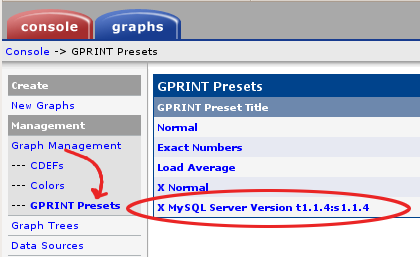 console graphs
Console -> GPRINT Presets
Create
New Graphs
Management
Graph Management
--- CDEFs
--- Colors
--- GPRINT Presets
Graph Trees
Data Sources
GPRINT Presets
GPRINT Preset Title
Normal
Exact Numbers
Load Average
X Normal
X MySQL Server Version t1.1.4:s1.1.4